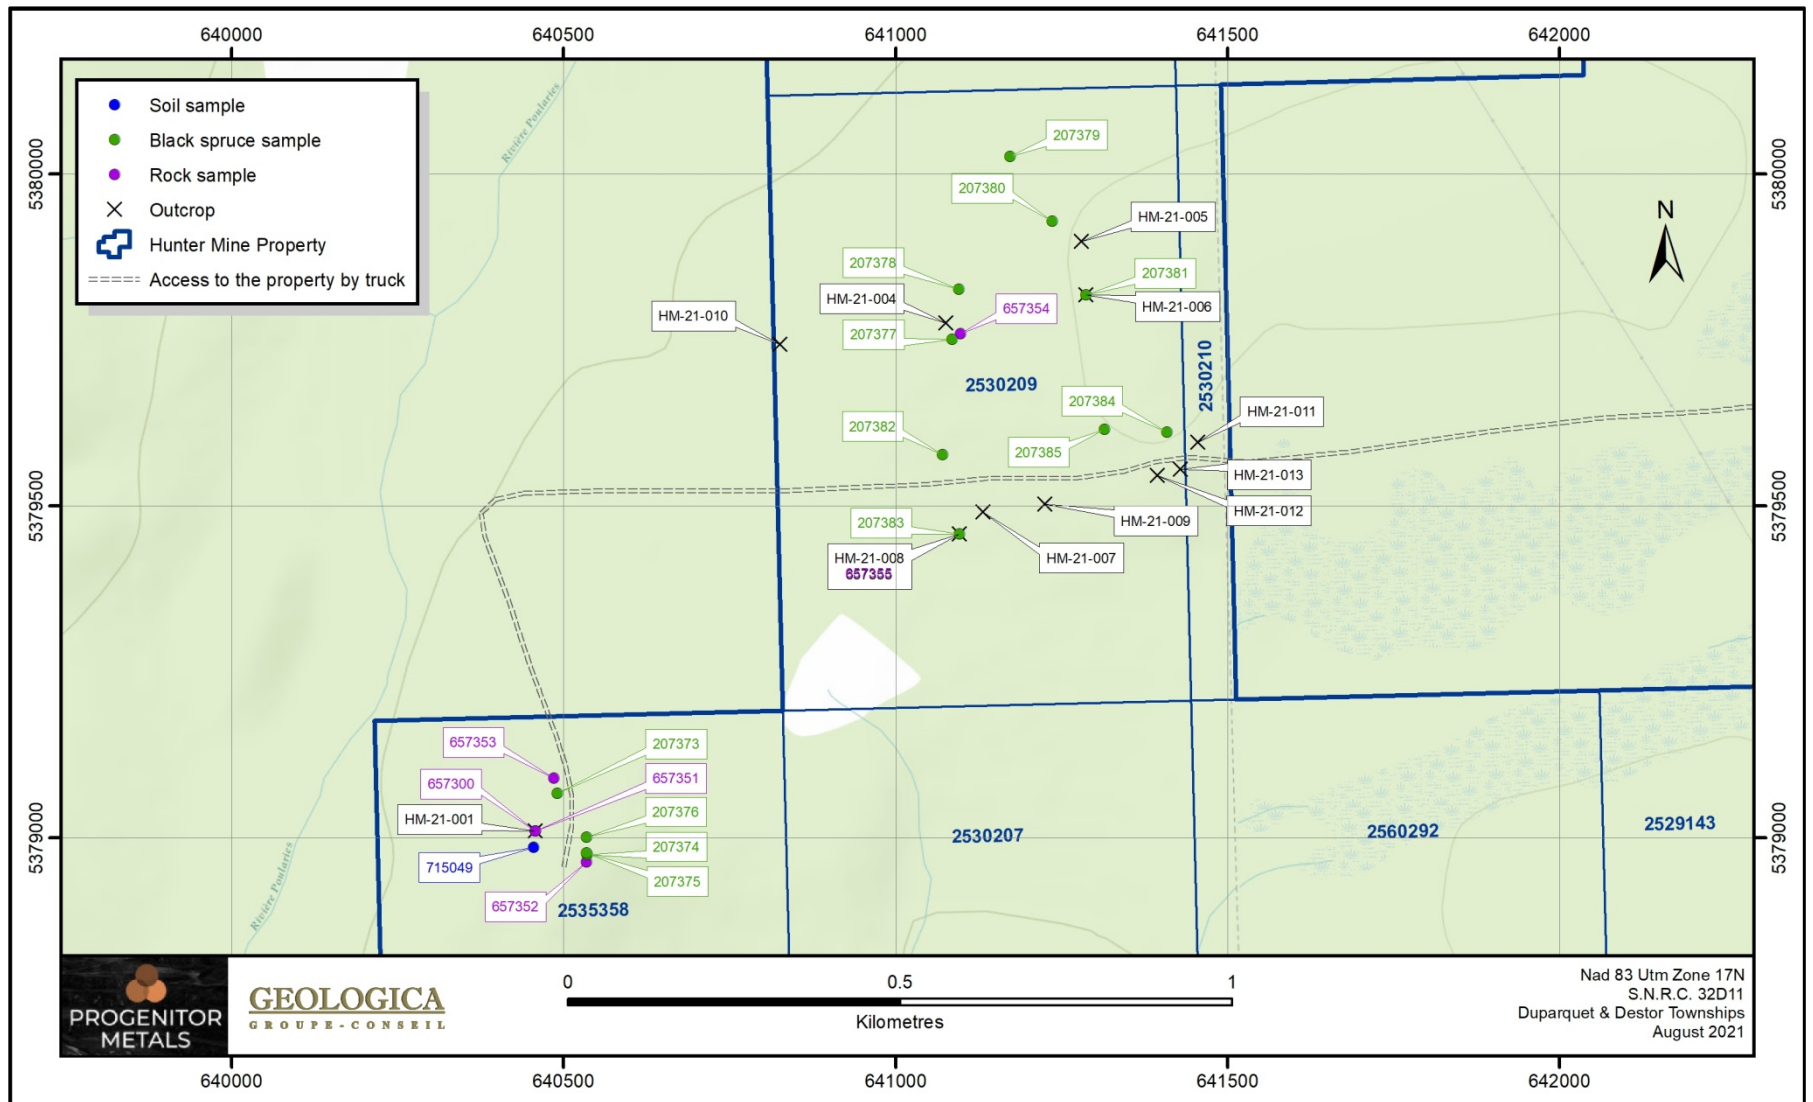 640000
640500
641000
641500
642000
Soil sample
Black spruce sample
Rock sample
Outcrop
Hunter Mine Property
Access to the property by truck
Rivière Poularies
207379
5380000
5380000
207380
N
HM-21-005
207378
207381
HM-21-004
657354
HM-21-006
HM-21-010
207377
2530209
2530210
207384
HM-21-011
207382
207385
HM-21-013
5379500
5379500
HM-21-012
207383
HM-21-009
HM-21-008
657355
HM-21-007
657353
207373
657300
657351
HM-21-001
207376
5379000
5379000
2530207
2560292
2529143
715049
207374
207375
657352
2535358
Rivière Poularies
PROGENITOR
METALS
GEOLOGICA
GROUPE-CONSEIL
0
0.5
1
Kilometres
Nad 83 Utm Zone 17N
S.N.R.C. 32D11
Duparquet & Destor Townships
August 2021
640000
640500
641000
641500
642000